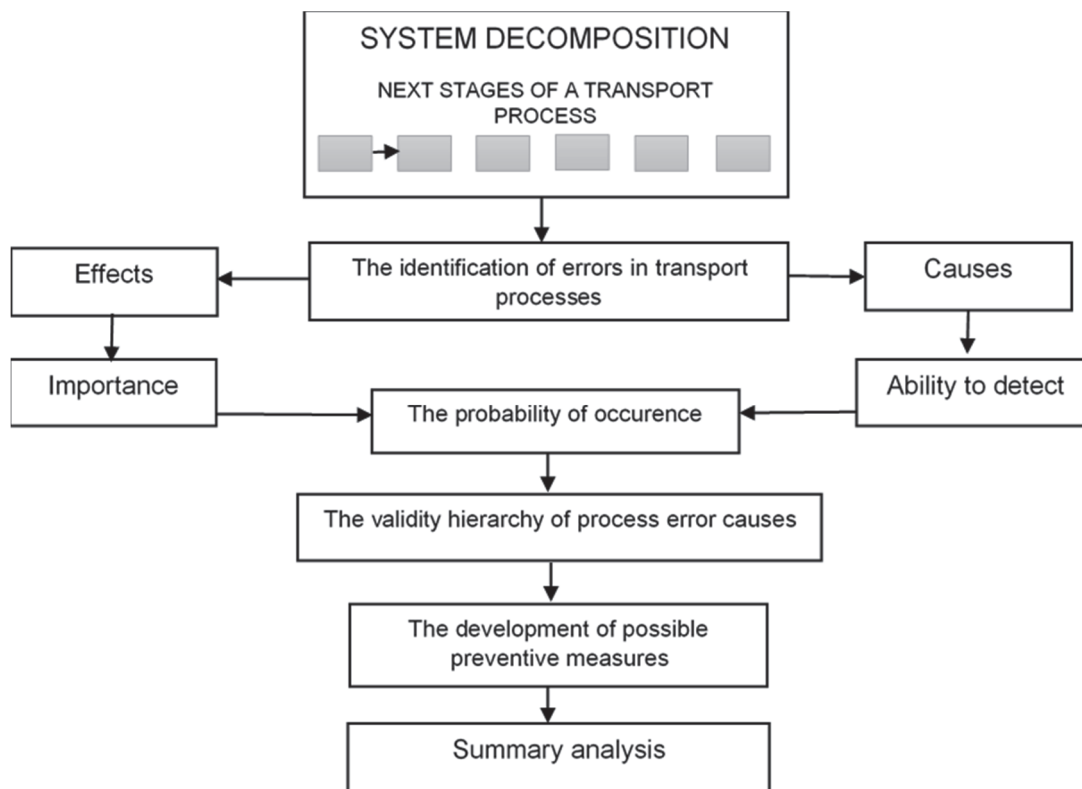 SYSTEM DECOMPOSITION
NEXT STAGES OF A TRANSPORT
PROCESS
Effects
The identification of errors in transport
processes
Causes
Importance
The probability of occurence
Ability to detect
The validity hierarchy of process error causes
The development of possible
preventive measures
Summary analysis